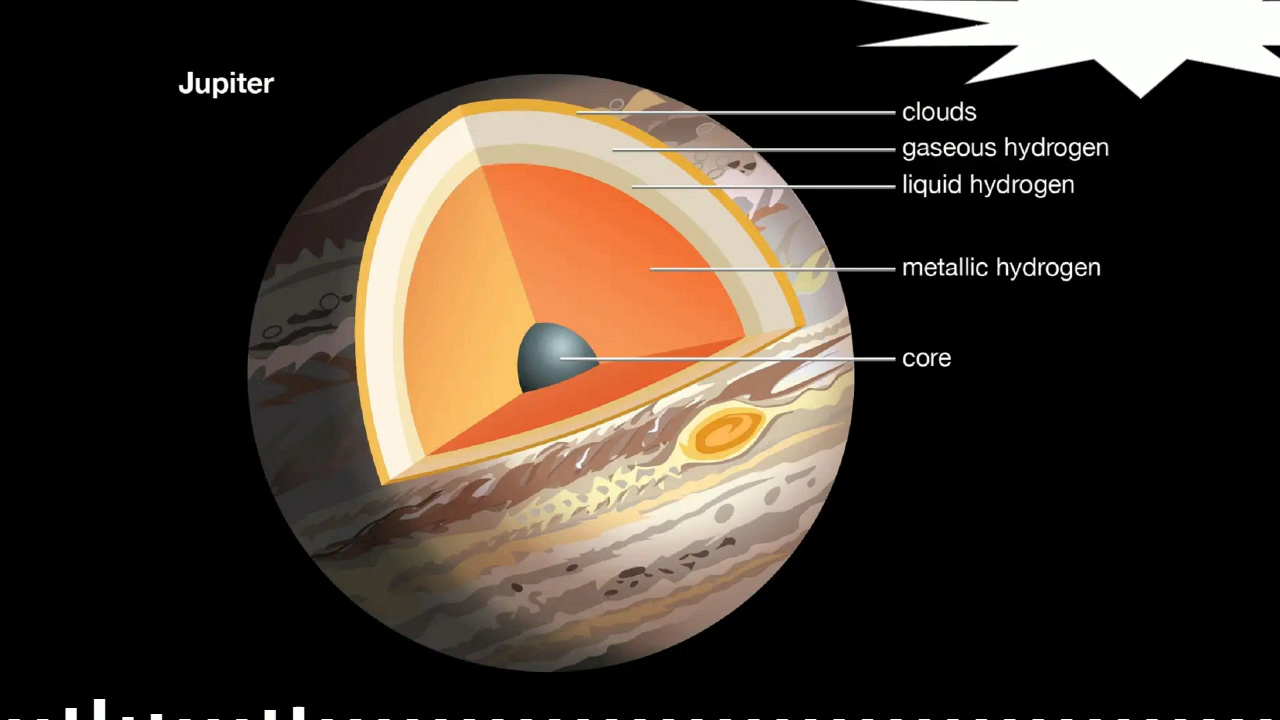 Jupiter
clouds
gaseous hydrogen
liquid hydrogen
metallic hydrogen
core